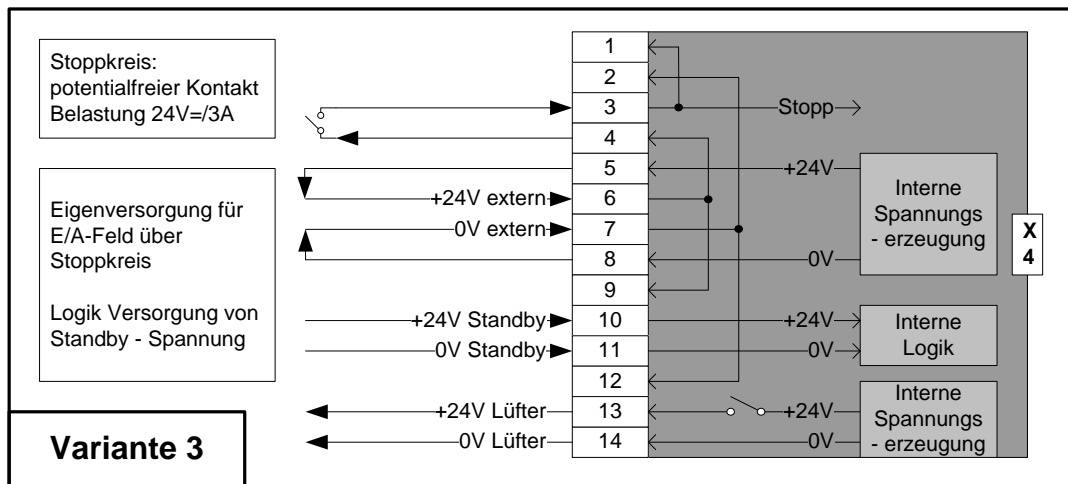 Stoppkreis:
potentialfreier Kontakt
Belastung 24V=/3A
Eigenversorgung für
E/A-Feld über
Stoppkreis
Logik Versorgung von
Standby - Spannung
Variante 3
+24V extern
0V extern
+24V Standby
0V Standby
+24V Lüfter
0V Lüfter
1
2
3
4
5
6
7
8
9
10
11
12
13
14
Stopp
+24V
0V
+24V
0V
+24V
0V
Interne
Spannungs
- erzeugung
Interne
Logik
Interne
Spannungs
- erzeugung
X
4